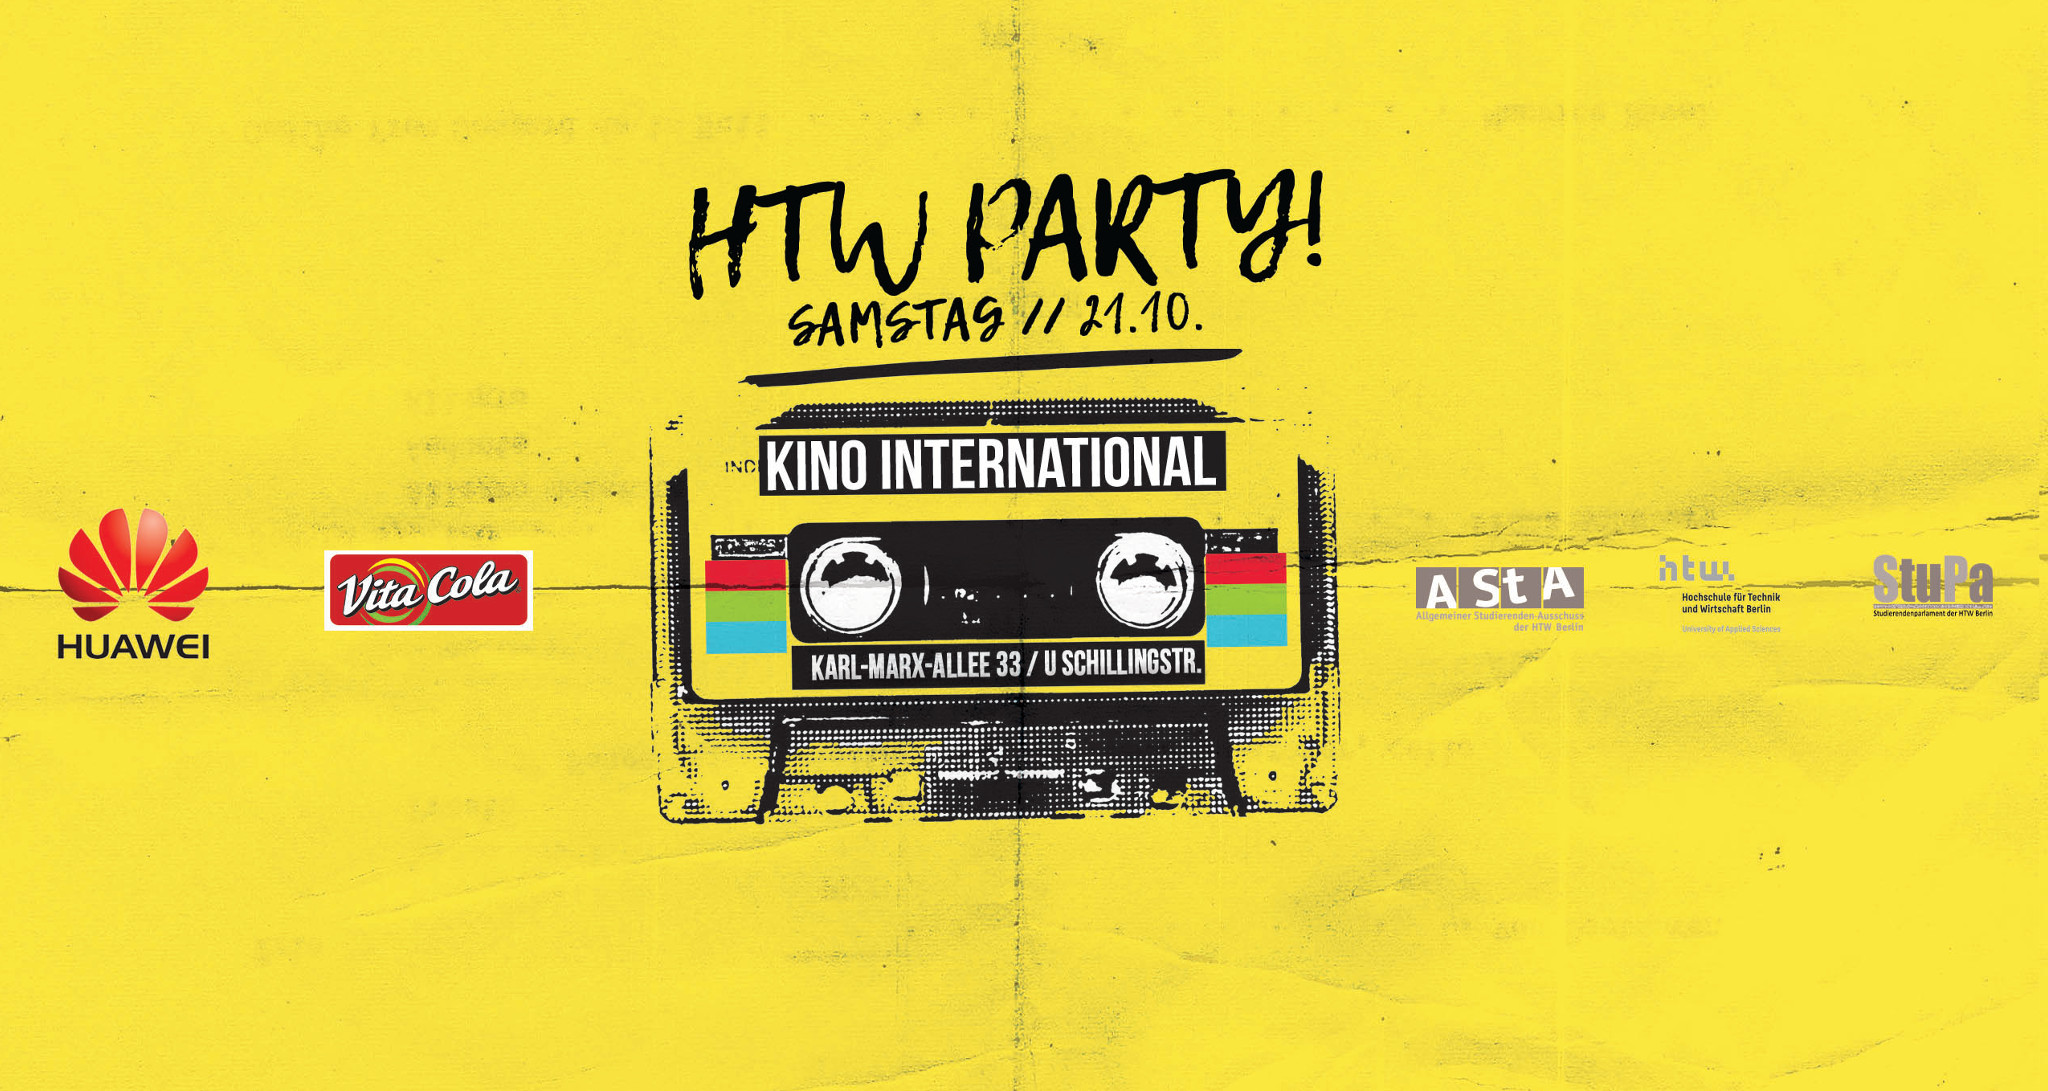 HTW PARTY!
SAMSTAG // 21.10.
IND
KINO INTERNATIONAL
KARL-MARX-ALLEE 33 / U SCHILLINGSTR.
HUAWEI
Vita Cola
AStA
Allgemeiner Studierenden-Ausschuss
der HTW Berlin
htw.
Hochschule für Technik
und Wirtschaft Berlin
University of Applied Sciences
StuPa
Studierendenparlament der HTW Berlin